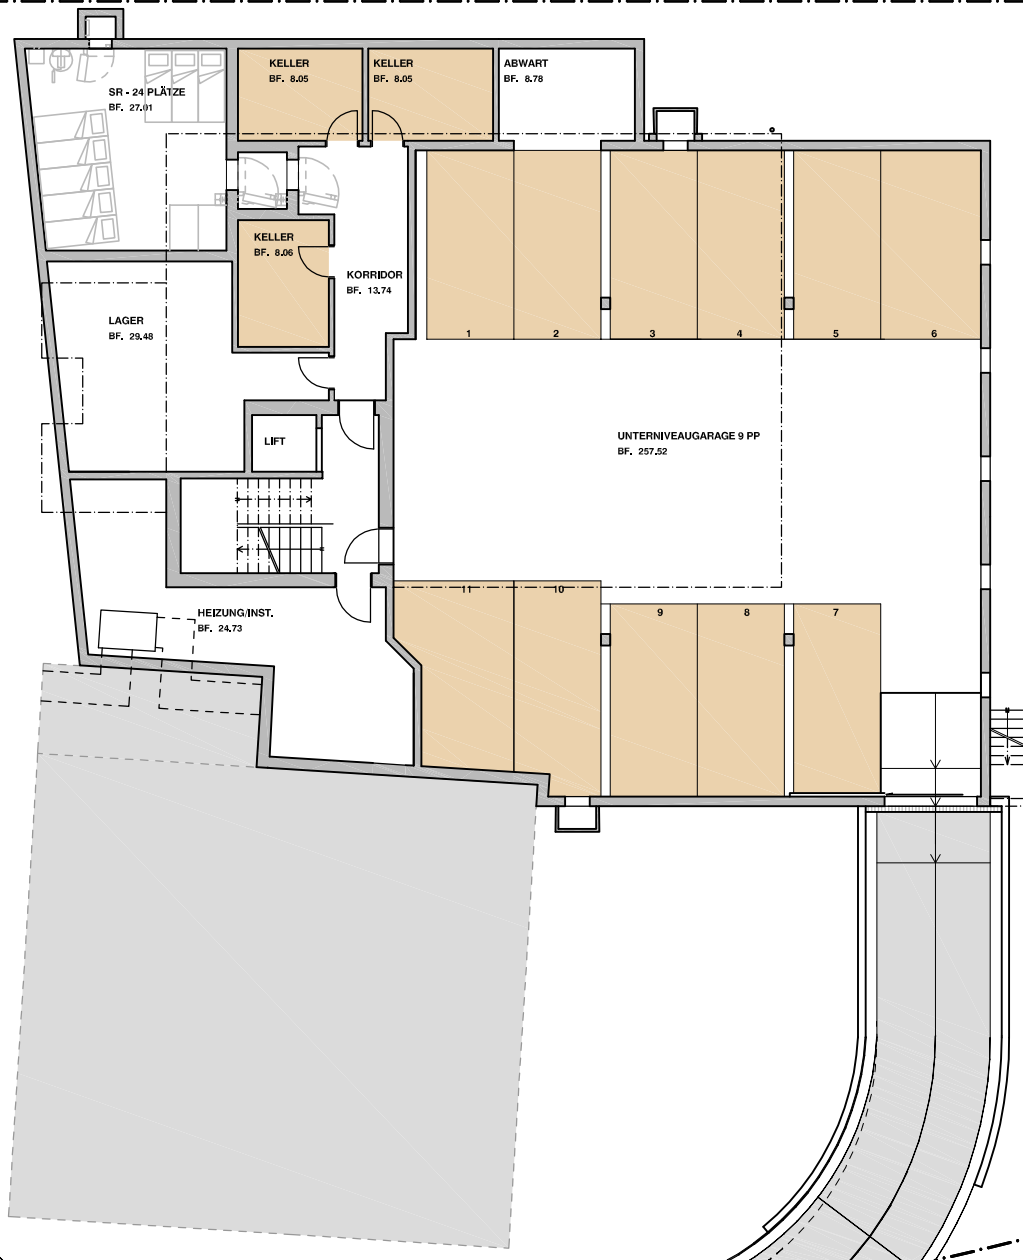 KELLER
BF. 8.05
KELLER
BF. 8.05
ABWART
BF. 8.78
SR - 24 PLÄTZE
BF. 27.01
KELLER
BF. 8.06
KORRIDOR
BF. 13.74
LAGER
BF. 29.48
1
2
3
4
5
6
LIFT
UNTERNIVEAUGARAGE 9 PP
BF. 257.52
11
10
9
8
7
HEIZUNG/INST.
BF. 24.73